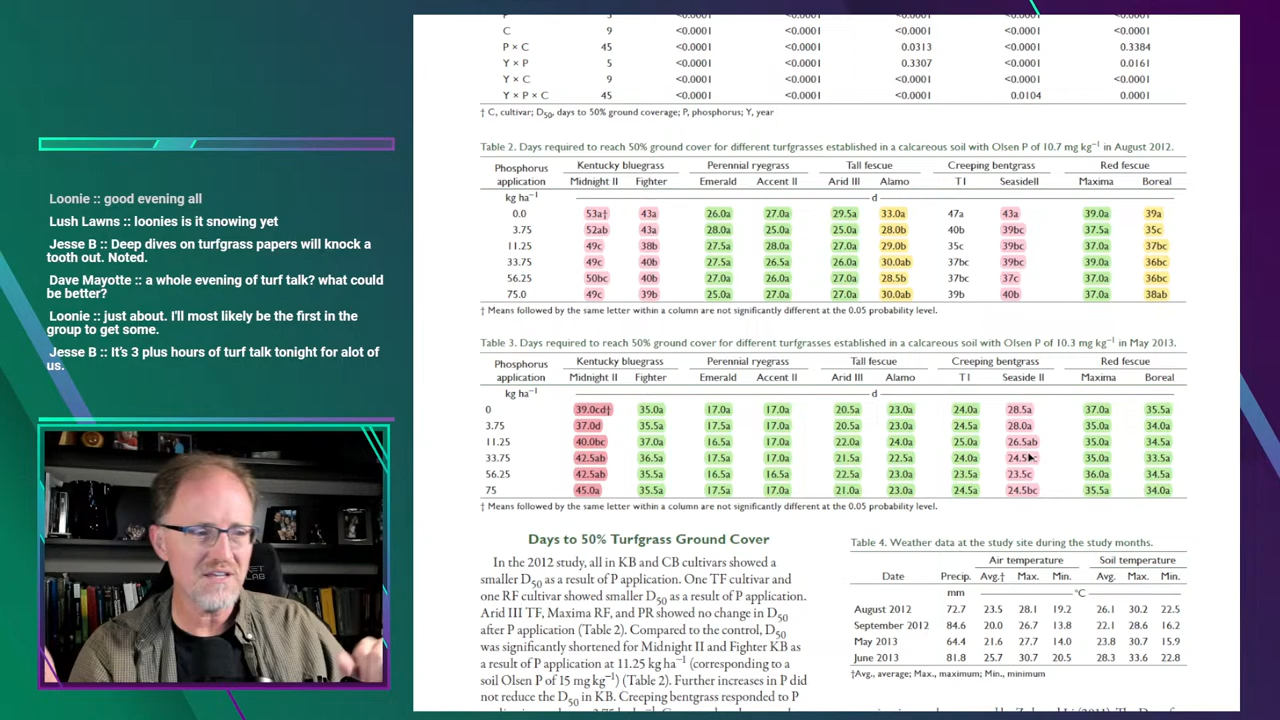 C 9 <0.0001 <0.0001 <0.0001 <0.0001 <0.0001
P × C 45 <0.0001 <0.0001 0.0313 <0.0001 0.3384
Y × P 5 <0.0001 <0.0001 0.3307 <0.0001 0.0161
Y × C 9 <0.0001 <0.0001 <0.0001 <0.0001 <0.0001
Y × P × C 45 <0.0001 <0.0001 <0.0001 0.0104 0.0001
† C, cultivar; D50, days to 50% ground coverage; P, phosphorus; Y, year
Table 2. Days required to reach 50% ground cover for different turfgrasses established in a calcareous soil with Olsen P of 10.7 mg kg−1 in August 2012.
Phosphorus application Kentucky bluegrass Perennial ryegrass Tall fescue Creeping bentgrass Red fescue
Midnight II Fighter Emerald Accent II Arid III Alamo T1 SeasideII Maxima Boreal
kg ha−1 d
0.0 53a† 43a 26.0a 27.0a 29.5a 33.0a 47a 43a 39.0a 39a
3.75 52ab 43a 28.0a 25.0a 25.0a 28.0b 40b 39bc 37.5a 35c
11.25 49c 38b 27.5a 28.0a 27.0a 29.0b 35c 39bc 37.0a 37bc
33.75 49c 40b 27.5a 26.5a 26.0a 30.0ab 37bc 39bc 39.0a 36bc
56.25 50bc 40b 27.0a 26.0a 27.0a 28.5b 37bc 37c 37.0a 36bc
75.0 49c 39b 25.0a 27.0a 27.0a 30.0ab 39b 40b 37.0a 38ab
† Means followed by the same letter within a column are not significantly different at the 0.05 probability level.
Table 3. Days required to reach 50% ground cover for different turfgrasses established in a calcareous soil with Olsen P of 10.3 mg kg−1 in May 2013.
Phosphorus application Kentucky bluegrass Perennial ryegrass Tall fescue Creeping bentgrass Red fescue
Midnight II Fighter Emerald Accent II Arid III Alamo T1 Seaside II Maxima Boreal
kg ha−1 d
0 39.0cd† 35.0a 17.0a 17.0a 20.5a 23.0a 24.0a 28.5a 37.0a 35.5a
3.75 37.0d 35.5a 17.5a 17.0a 20.5a 23.0a 24.5a 28.0a 35.0a 34.0a
11.25 40.0bc 37.0a 16.5a 17.0a 22.0a 24.0a 25.0a 26.5ab 35.0a 34.5a
33.75 42.5ab 36.5a 17.5a 17.0a 21.5a 22.5a 24.0a 35.0a 33.5a
56.25 42.5ab 35.5a 16.5a 16.5a 22.5a 23.0a 23.5a 23.5c 36.0a 34.5a
75 45.0a 35.5a 17.5a 17.0a 21.0a 23.0a 24.5a 24.5bc 35.5a 34.0a
† Means followed by the same letter within a column are not significantly different at the 0.05 probability level.
Days to 50% Turfgrass Ground Cover
In the 2012 study, all in KB and CB cultivars showed a
smaller D50 as a result of P application. One TF cultivar and
one RF cultivar showed smaller D50 as a result of P application.
Arid III TF, Maxima RF, and PR showed no change in D50
after P application (Table 2). Compared to the control, D50
was significantly shortened for Midnight II and Fighter KB as
a result of P application at 11.25 kg ha−1 (corresponding to a
soil Olsen P of 15 mg kg−1) (Table 2). Further increases in P did
not reduce the D50 in KB. Creeping bentgrass responded to P
Table 4. Weather data at the study site during the study months.
Air temperature Soil temperature
Date Precip. Avg.† Max. Min. Avg. Max. Min.
mm °C
August 2012 72.7 23.5 28.1 19.2 26.1 30.2 22.5
September 2012 84.6 20.0 26.7 13.8 22.1 28.6 16.2
May 2013 64.4 21.6 27.7 14.0 23.8 30.7 15.9
June 2013 81.8 25.7 30.7 20.5 28.3 33.6 22.8
†Avg., average; Max., maximum; Min., minimum
Loonie :: good evening all
Lush Lawns :: loonies is it snowing yet
Jesse B :: Deep dives on turfgrass papers will knock a
tooth out. Noted.
Dave Mayotte :: a whole evening of turf talk? what could
be better?
Loonie :: just about. I'll most likely be the first in the
group to get some.
Jesse B :: It's 3 plus hours of turf talk tonight for alot of
us.